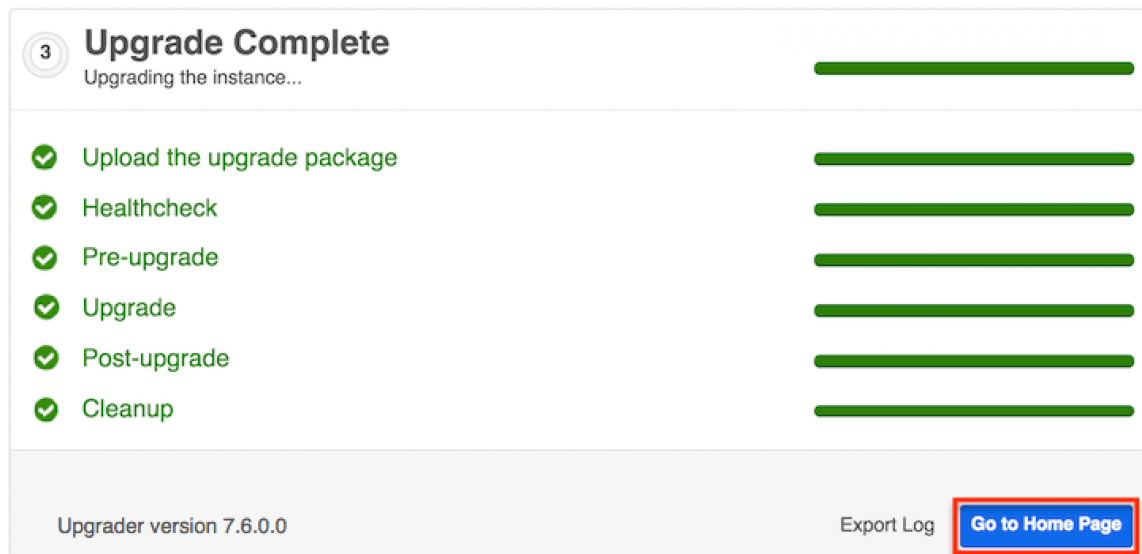 3
Upgrade Complete
Upgrading the instance...
Upload the upgrade package
Healthcheck
Pre-upgrade
Upgrade
Post-upgrade
Cleanup
Upgrader version 7.6.0.0
Export Log
Go to Home Page